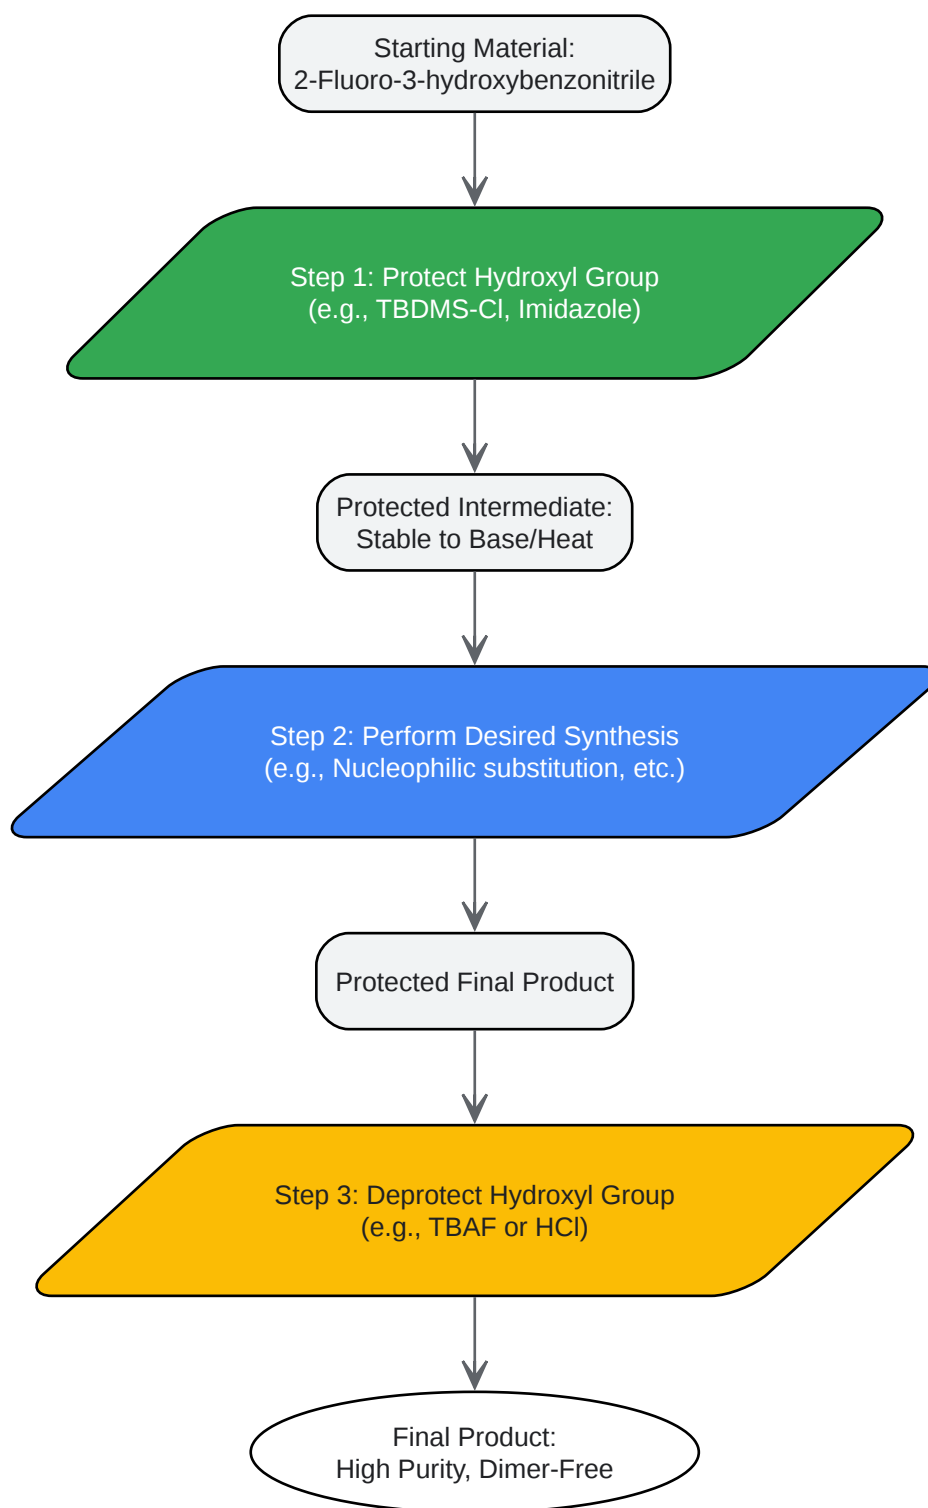 Starting Material:
2-Fluoro-3-hydroxybenzonitrile
Step 1: Protect Hydroxyl Group
(e.g., TBDMS-Cl, Imidazole)
Protected Intermediate:
Stable to Base/Heat
Step 2: Perform Desired Synthesis
(e.g., Nucleophilic substitution, etc.)
Protected Final Product
Step 3: Deprotect Hydroxyl Group
(e.g., TBAF or HCl)
Final Product:
High Purity, Dimer-Free